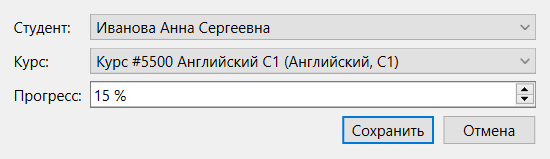 Студент: Иванова Анна Сергеевна
Курс: Курс #5500 Английский C1 (Английский, C1)
Прогресс: 15 %
Сохранить Отмена